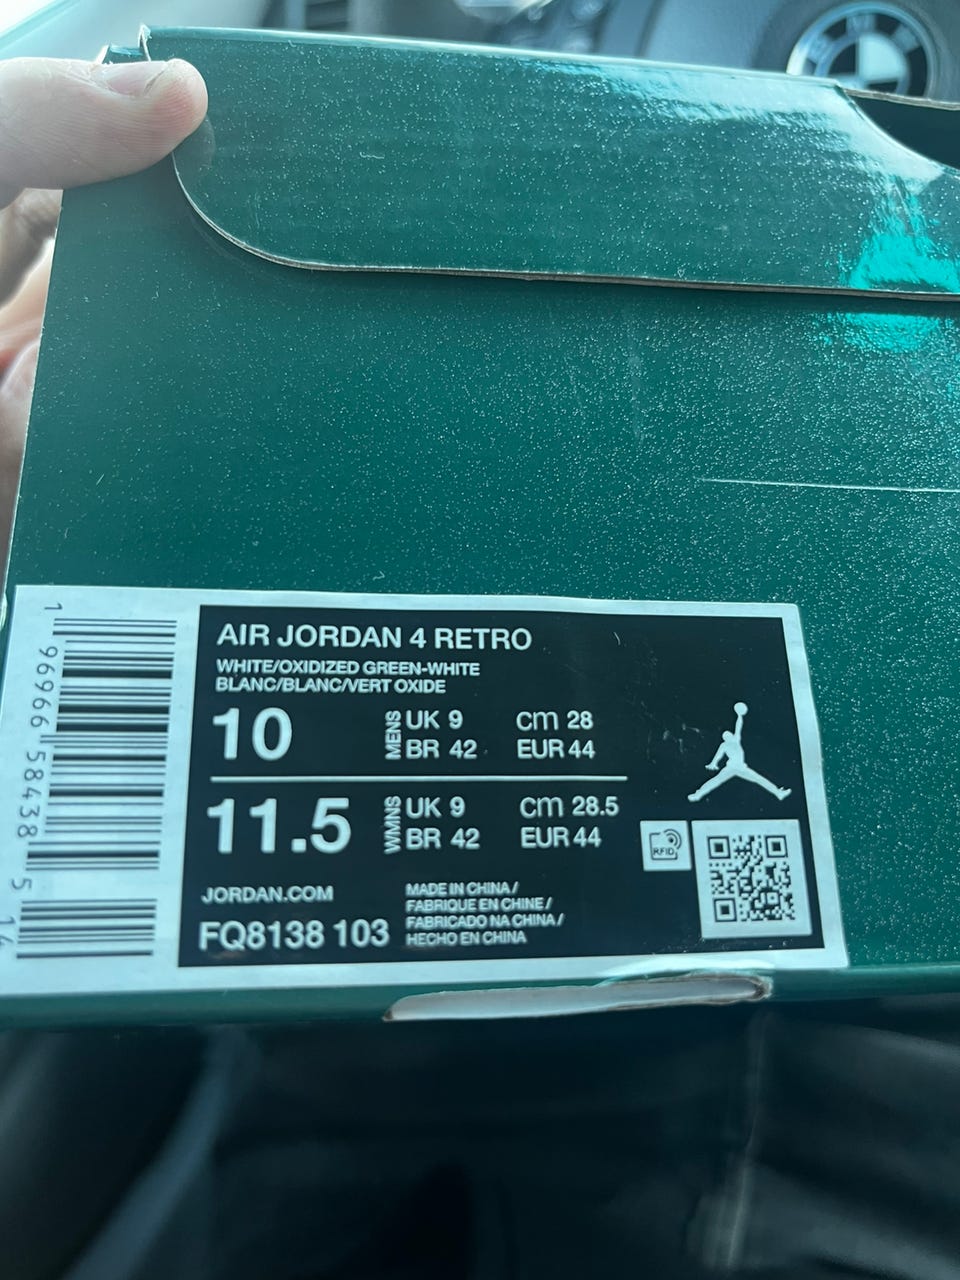 AIR JORDAN 4 RETRO
WHITE/OXIDIZED GREEN-WHITE
BLANC/BLANC/VERT OXIDE
10 MENS UK 9 cm 28
BR 42 EUR 44
11.5 WMNS UK 9 cm 28.5
BR 42 EUR 44
RFID
JORDAN.COM
FQ8138 103
MADE IN CHINA /
FABRIQUE EN CHINE /
FABRICADO NA CHINA /
HECHO EN CHINA
1 96966 58438 5 14